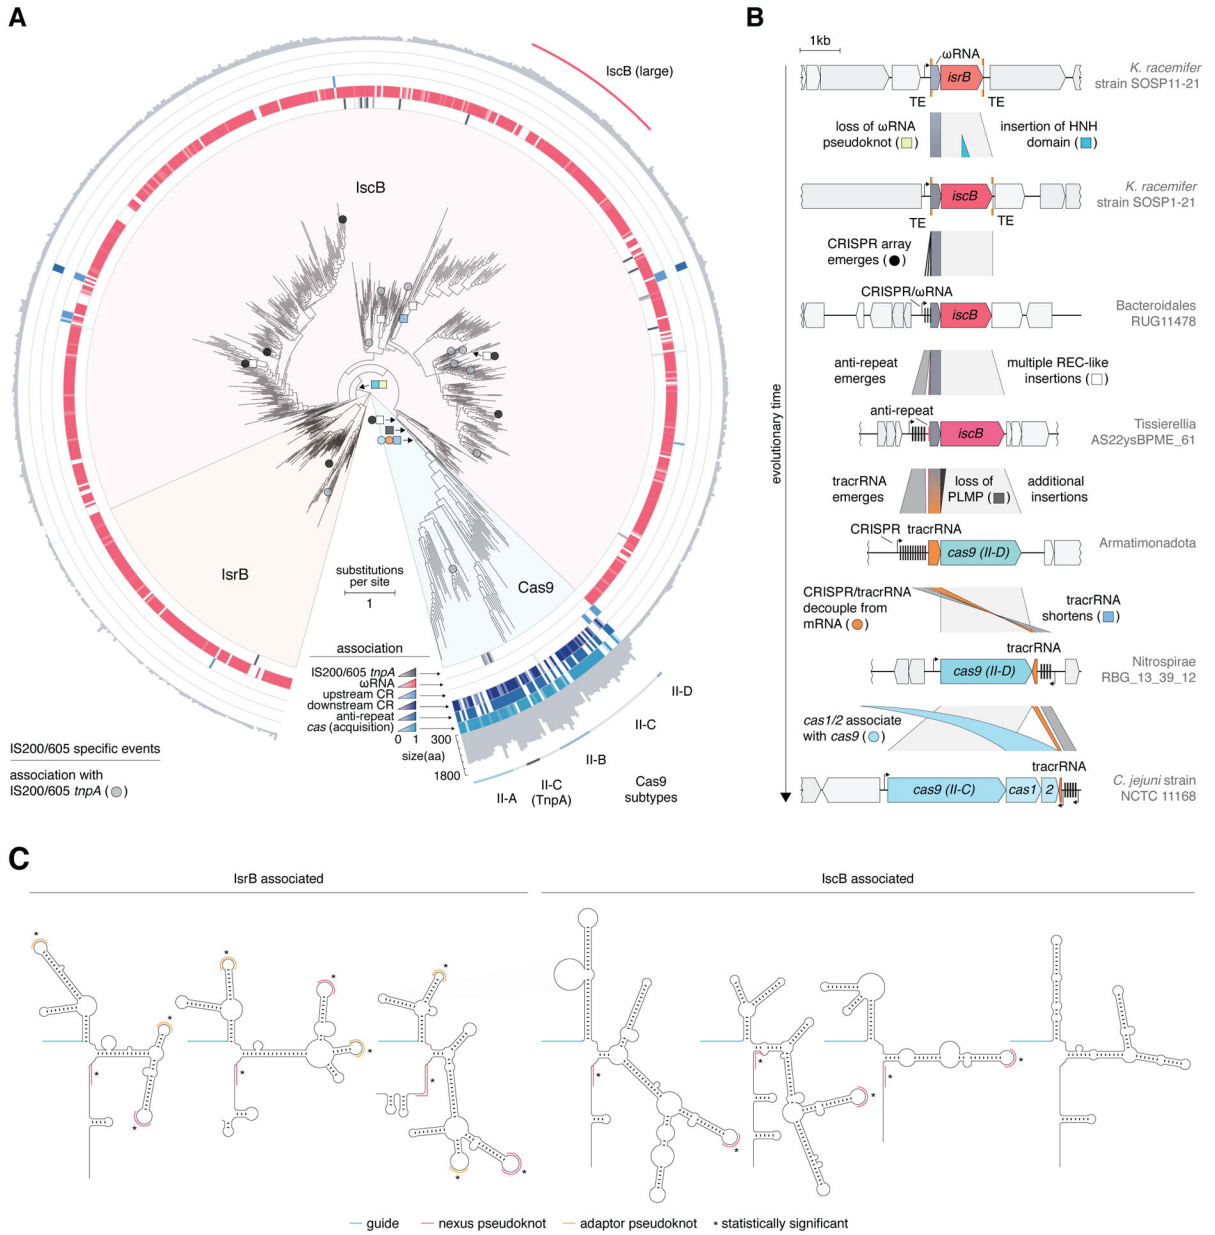 A
IscB (large)
IscB
IsrB
Cas9
substitutions
per site
1
association
IS200/605 tnpA
ωRNA
upstream CR
downstream CR
anti-repeat
cas (acquisition)
0 1
size(aa)
300
1800
II-A
II-C
(TnpA)
II-B
II-C
II-D
Cas9
subtypes
IS200/605 specific events
association with
IS200/605 tnpA ( )
B
1kb
ωRNA
isrB
TE
TE
K. racemifer
strain SOSP11-21
loss of ωRNA
pseudoknot ( )
insertion of HNH
domain ( )
iscB
TE
TE
K. racemifer
strain SOSP1-21
CRISPR array
emerges ( )
CRISPR/ωRNA
iscB
Bacteroidales
RUG11478
anti-repeat
emerges
multiple REC-like
insertions ( )
anti-repeat
iscB
Tissierellia
AS22ysBPME_61
tracrRNA
emerges
loss of
PLMP ( )
additional
insertions
CRISPR
tracrRNA
cas9 (II-D)
Armatimonadota
CRISPR/tracrRNA
decouple from
mRNA ( )
tracrRNA
shortens ( )
tracrRNA
cas9 (II-D)
Nitrospirae
RBG_13_39_12
cas1/2 associate
with cas9 ( )
tracrRNA
cas9 (II-C)
cas1
2
C. jejuni strain
NCTC 11168
evolutionary time
C
IsrB associated
IscB associated
* * * *
* * * *
* * * *
* *
* *
* *
guide
nexus pseudoknot
adaptor pseudoknot
* statistically significant